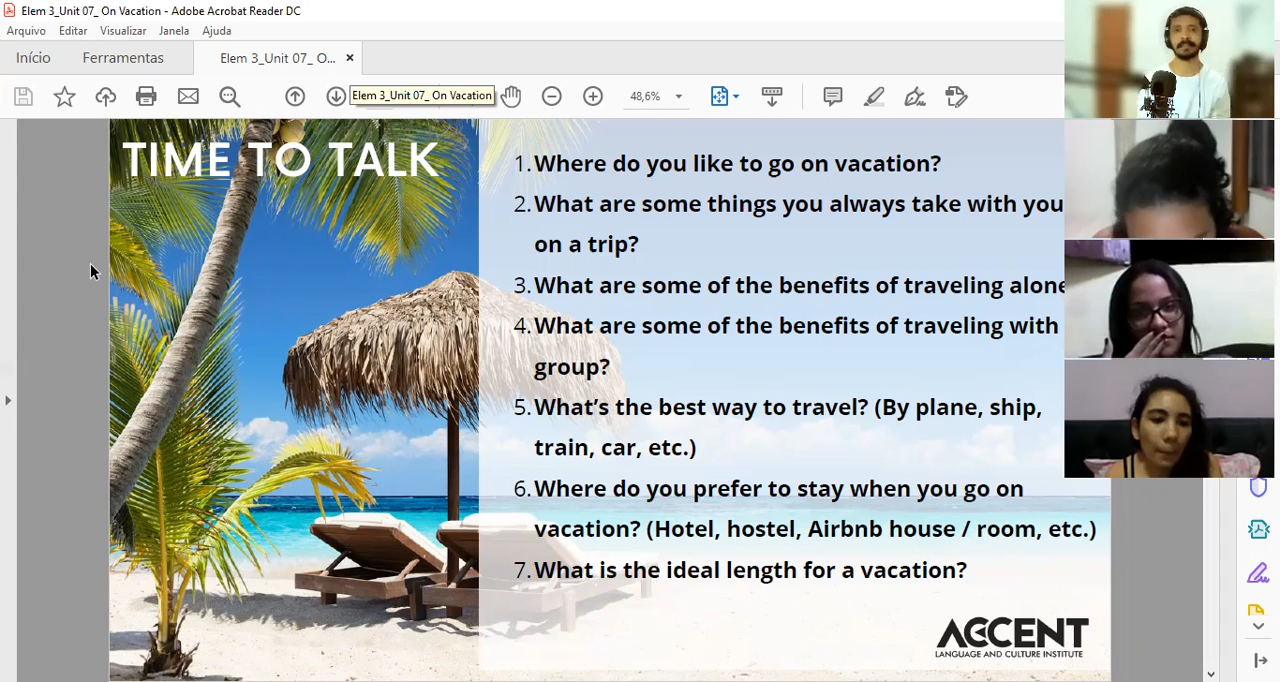 Elem 3_Unit 07_ On Vacation - Adobe Acrobat Reader DC
Arquivo Editar Visualizar Janela Ajuda
Início Ferramentas Elem 3_Unit 07_ O... ×
Elem 3_Unit 07_ On Vacation 48,6%
TIME TO TALK
1. Where do you like to go on vacation?
2. What are some things you always take with you
on a trip?
3. What are some of the benefits of traveling alone
4. What are some of the benefits of traveling with
group?
5. What's the best way to travel? (By plane, ship,
train, car, etc.)
6. Where do you prefer to stay when you go on
vacation? (Hotel, hostel, Airbnb house / room, etc.)
7. What is the ideal length for a vacation?
ACCENT
LANGUAGE AND CULTURE INSTITUTE